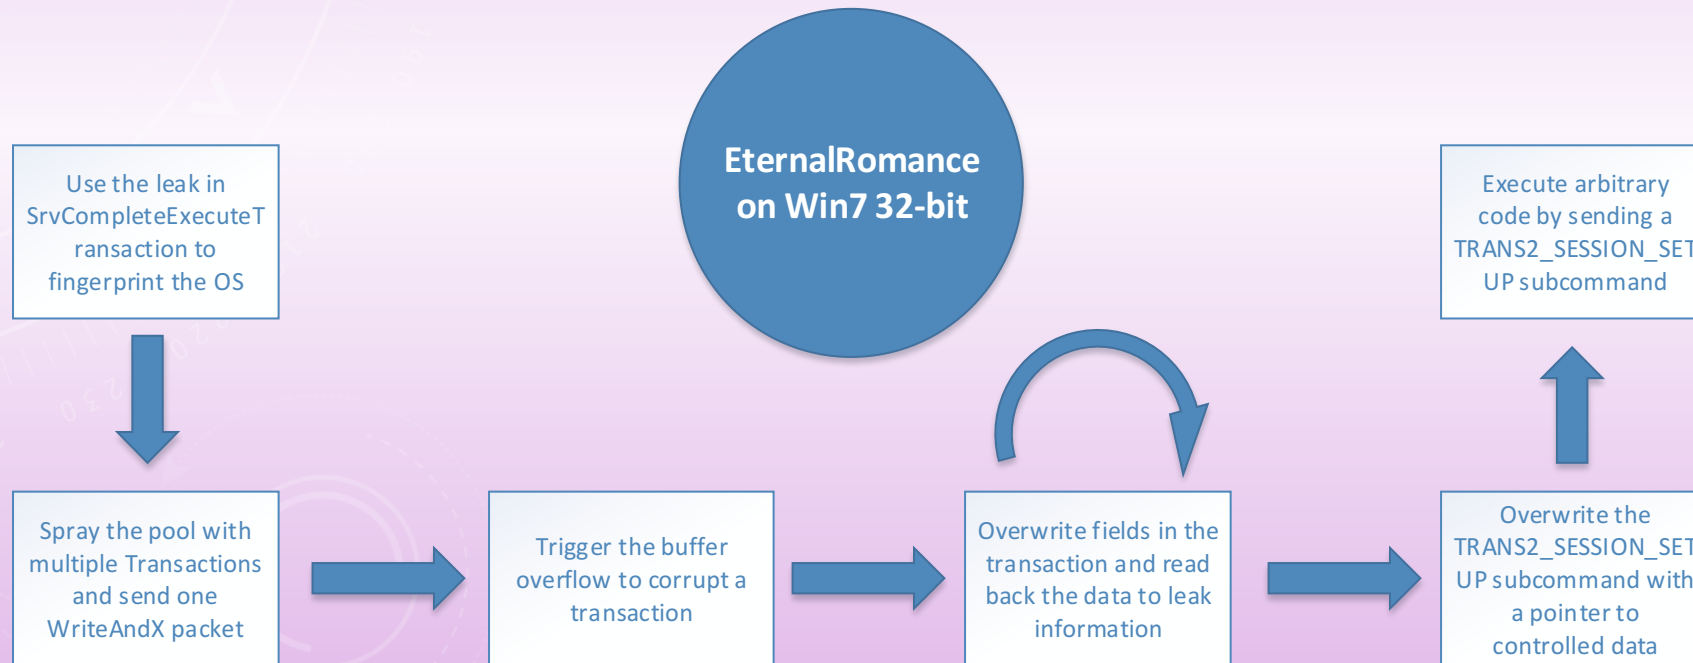 EternalRomance
on Win7 32-bit
Use the leak in
SrvCompleteExecuteT
ransaction to
fingerprint the OS
Spray the pool with
multiple Transactions
and send one
WriteAndX packet
Trigger the buffer
overflow to corrupt a
transaction
Overwrite fields in the
transaction and read
back the data to leak
information
Overwrite the
TRANS2_SESSION_SET
UP subcommand with
a pointer to
controlled data
Execute arbitrary
code by sending a
TRANS2_SESSION_SET
UP subcommand